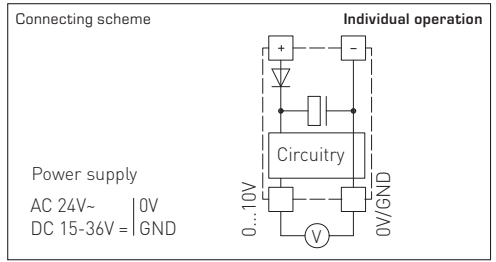 Connecting scheme
Individual operation
+ –
Circuitry
Power supply
AC 24V~ | 0V
DC 15-36V = | GND
0...10V
0V/GND
V